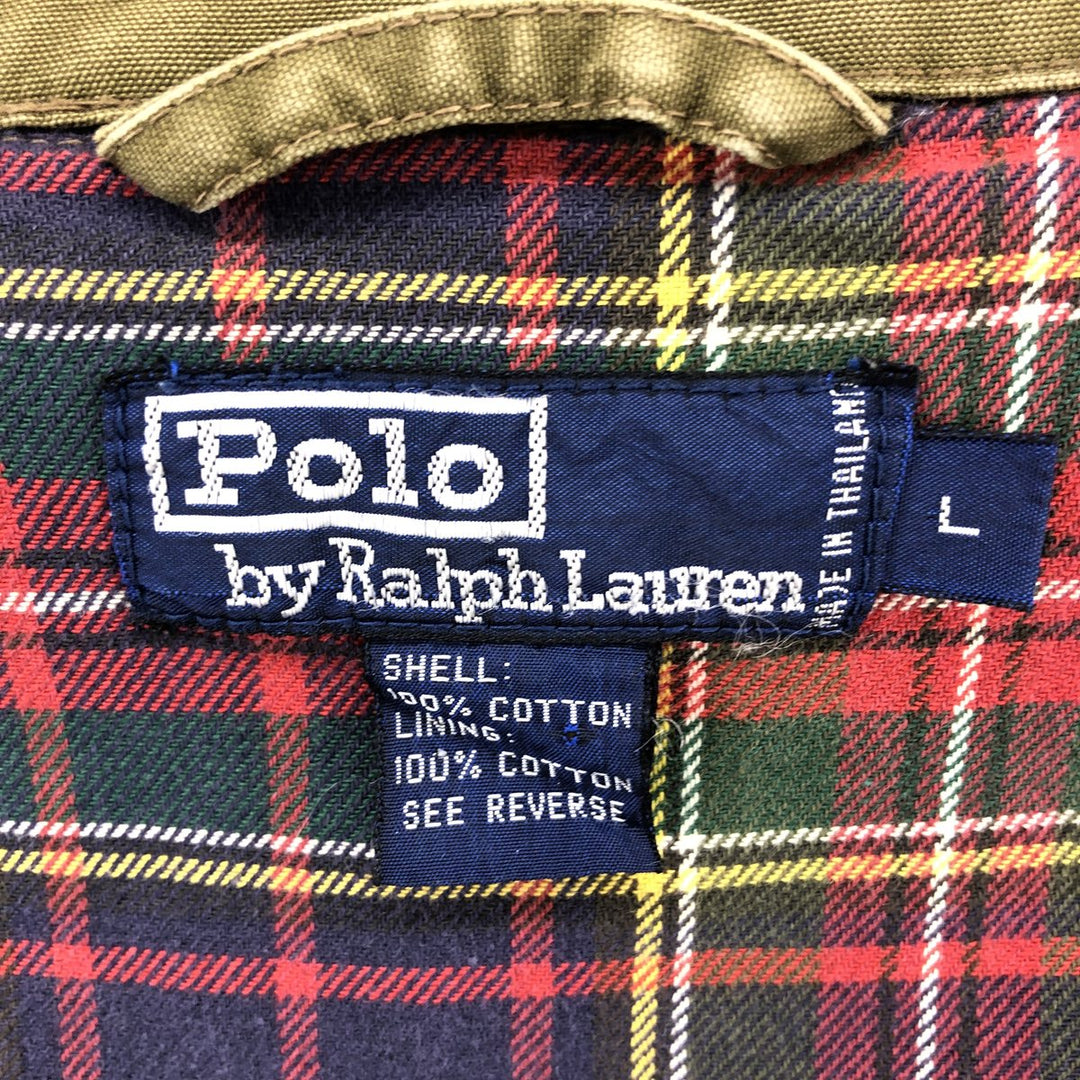 Polo
by Ralph Lauren
MADE IN THAILAND
L
SHELL:
100% COTTON
LINING:
100% COTTON
SEE REVERSE